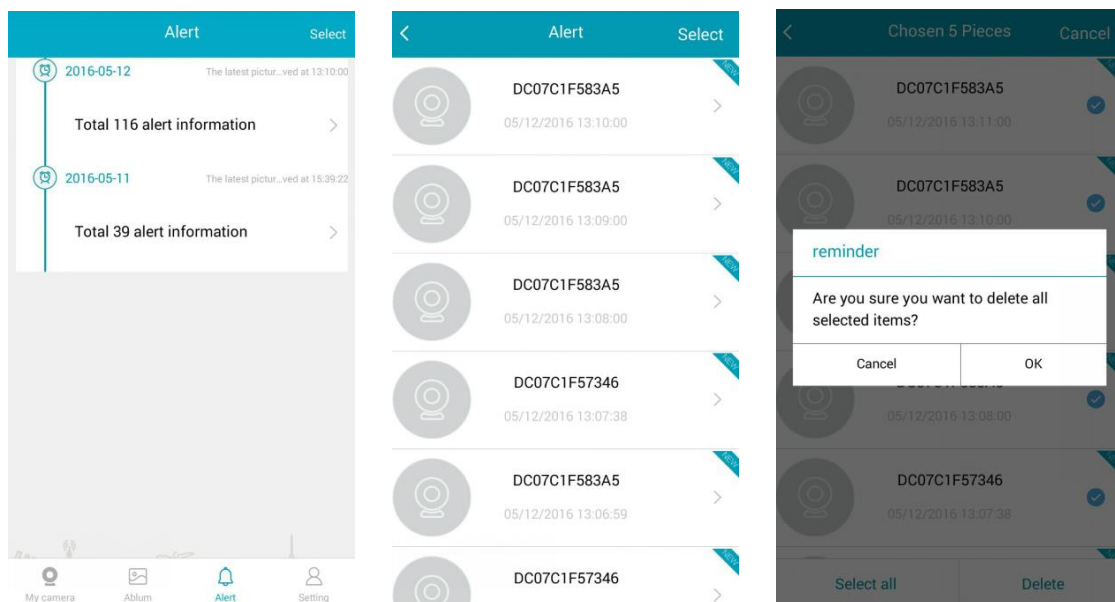 Alert
Select
2016-05-12
The latest pictur...ved at 13:10:00
Total 116 alert information
2016-05-11
The latest pictur...ved at 15:39:22
Total 39 alert information
My camera
Ablum
Alert
Setting
Alert
Select
NEW
DC07C1F583A5
05/12/2016 13:10:00
NEW
DC07C1F583A5
05/12/2016 13:09:00
NEW
DC07C1F583A5
05/12/2016 13:08:00
NEW
DC07C1F57346
05/12/2016 13:07:38
NEW
DC07C1F583A5
05/12/2016 13:06:59
NEW
DC07C1F57346
Chosen 5 Pieces
Cancel
DC07C1F583A5
05/12/2016 13:11:00
DC07C1F583A5
05/12/2016 13:10:00
reminder
Are you sure you want to delete all
selected items?
Cancel
OK
05/12/2016 13:08:00
DC07C1F57346
05/12/2016 13:07:38
Select all
Delete